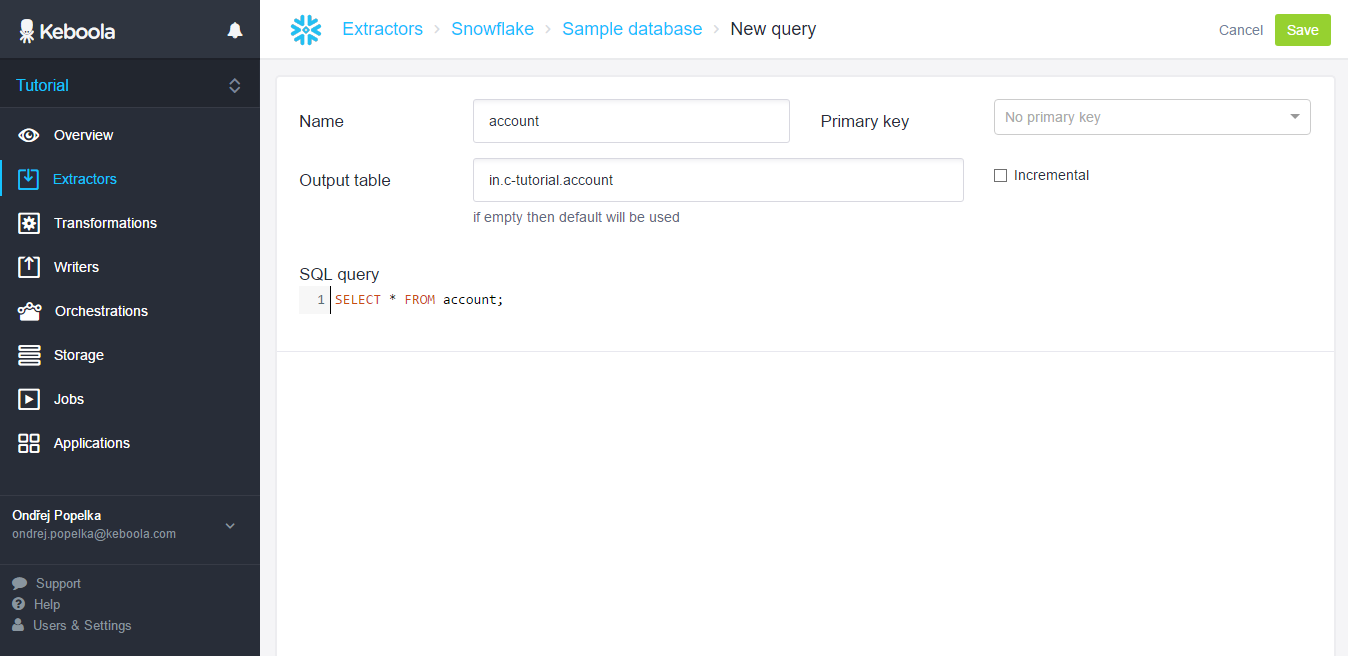 Keboola
Extractors › Snowflake › Sample database › New query
Cancel
Save
Tutorial
Overview
Extractors
Transformations
Writers
Orchestrations
Storage
Jobs
Applications
Ondřej Popelka
ondrej.popelka@keboola.com
Support
Help
Users & Settings
Name
account
Primary key
No primary key
Output table
in.c-tutorial.account
Incremental
if empty then default will be used
SQL query
1 SELECT * FROM account;